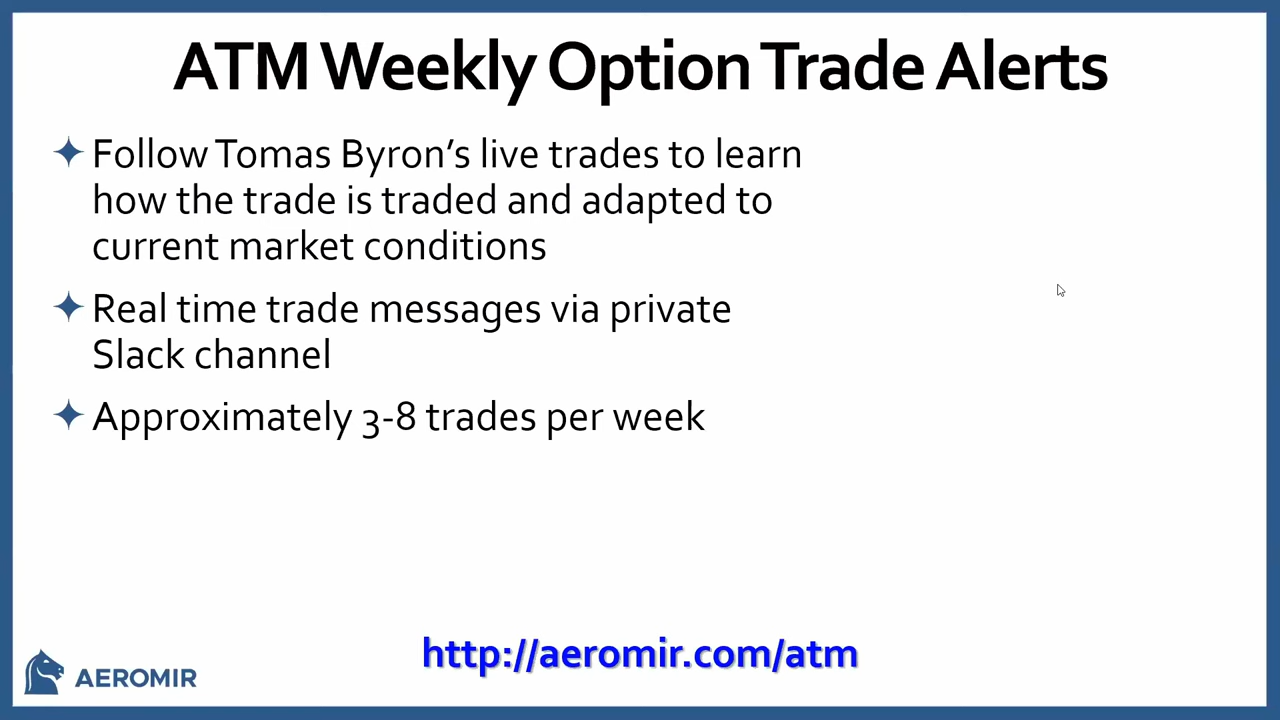 ATM Weekly Option Trade Alerts
Follow Tomas Byron’s live trades to learn
how the trade is traded and adapted to
current market conditions
Real time trade messages via private
Slack channel
Approximately 3-8 trades per week
http://aeromir.com/atm
AEROMIR